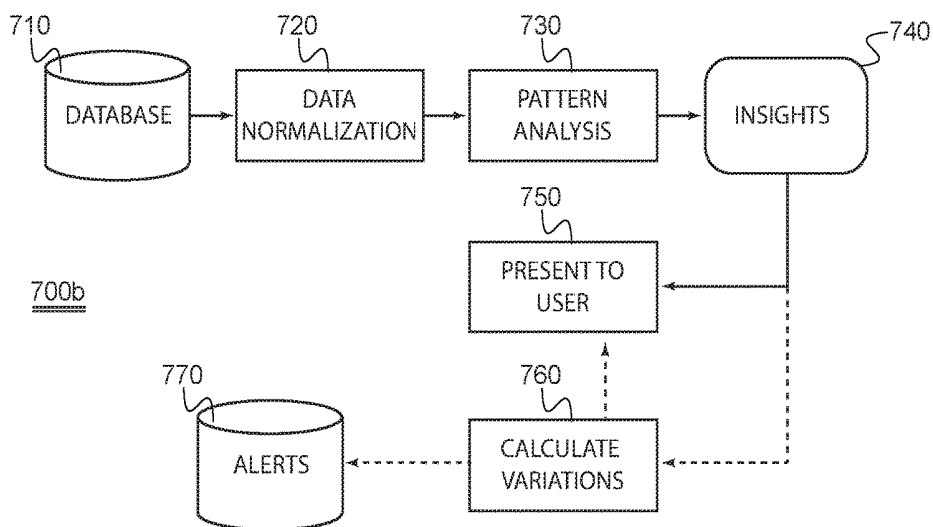 710
720
730
740
DATABASE
DATA
NORMALIZATION
PATTERN
ANALYSIS
INSIGHTS
750
PRESENT TO
USER
700b
770
760
ALERTS
CALCULATE
VARIATIONS